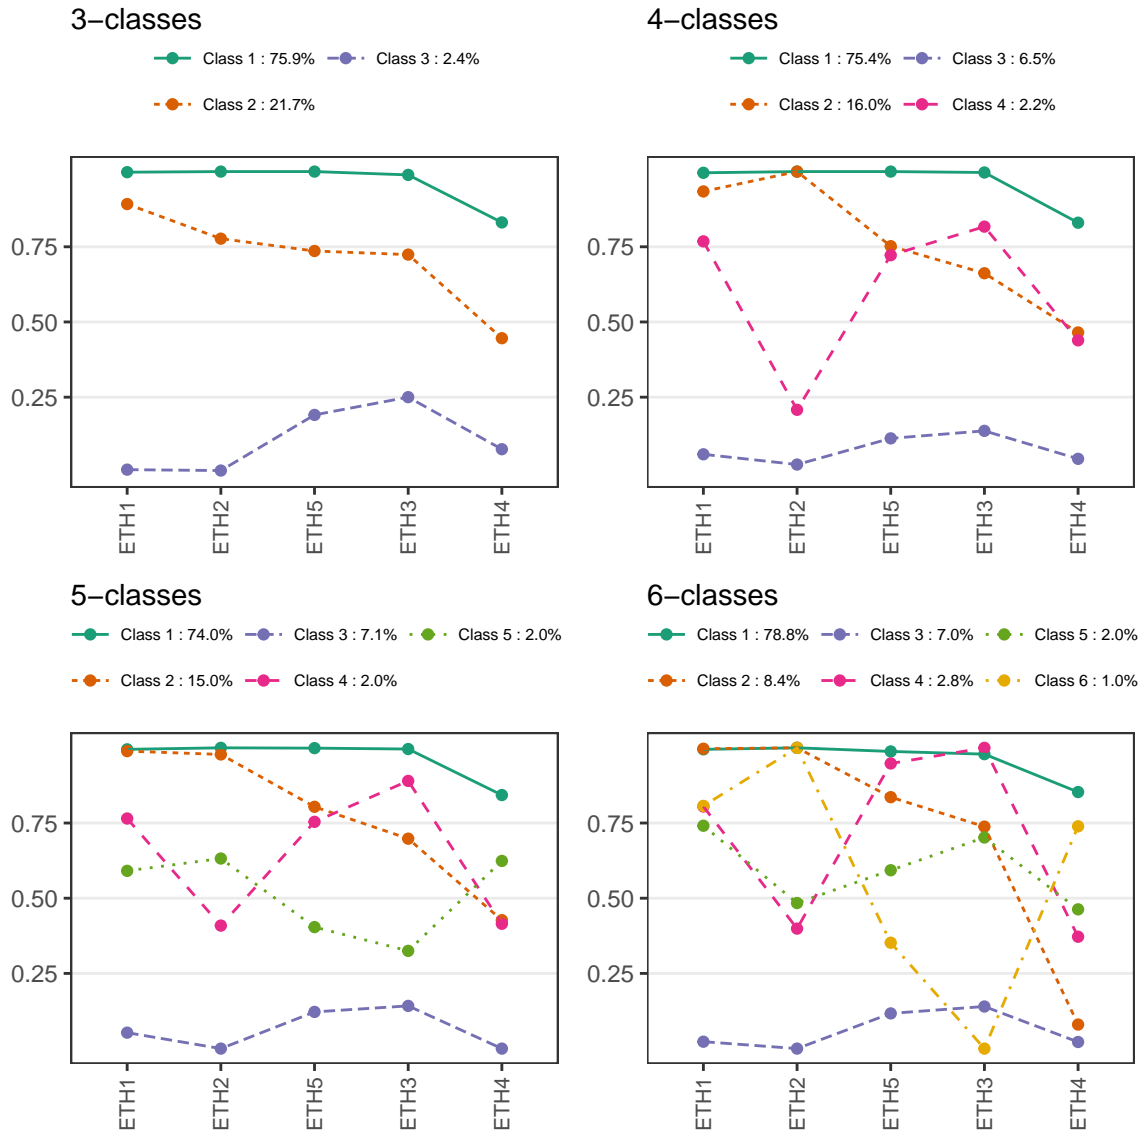 3−classes
Class 1 : 75.9%
Class 3 : 2.4%
Class 2 : 21.7%
0.75
0.50
0.25
ETH1
ETH2
ETH5
ETH3
ETH4
4−classes
Class 1 : 75.4%
Class 3 : 6.5%
Class 2 : 16.0%
Class 4 : 2.2%
ETH1
ETH2
ETH5
ETH3
ETH4
5−classes
Class 1 : 74.0%
Class 3 : 7.1%
Class 5 : 2.0%
Class 2 : 15.0%
Class 4 : 2.0%
0.75
0.50
0.25
ETH1
ETH2
ETH5
ETH3
ETH4
6−classes
Class 1 : 78.8%
Class 3 : 7.0%
Class 5 : 2.0%
Class 2 : 8.4%
Class 4 : 2.8%
Class 6 : 1.0%
0.75
0.50
0.25
ETH1
ETH2
ETH5
ETH3
ETH4